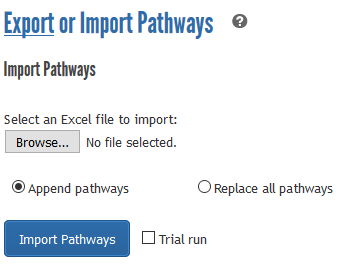 Export or Import Pathways ?
Import Pathways
Select an Excel file to import:
Browse... No file selected.
Append pathways Replace all pathways
Import Pathways Trial run